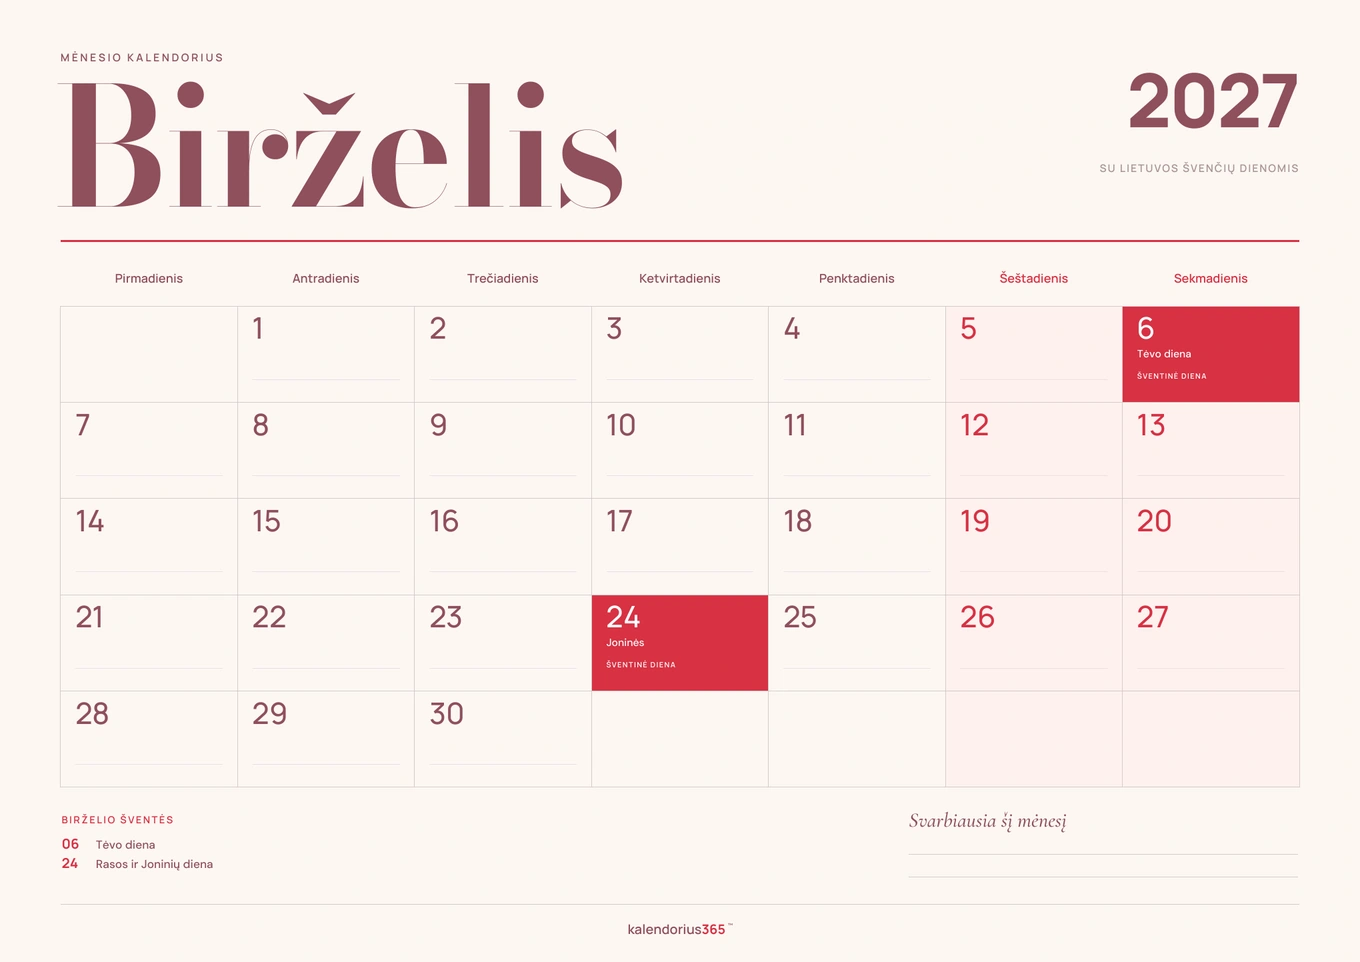 MĖNESIO KALENDORIUS
Birželis
2027
SU LIETUVOS ŠVENČIŲ DIENOMIS
Pirmadienis Antradienis Trečiadienis Ketvirtadienis Penktadienis Šeštadienis Sekmadienis
1 2 3 4 5 6
Tėvo diena
ŠVENTINĖ DIENA
7 8 9 10 11 12 13
14 15 16 17 18 19 20
21 22 23 24 25 26 27
Joninės
ŠVENTINĖ DIENA
28 29 30
BIRŽELIO ŠVENTĖS
06 Tėvo diena
24 Rasos ir Joninių diena
Svarbiausia šį mėnesį
kalendorius365™